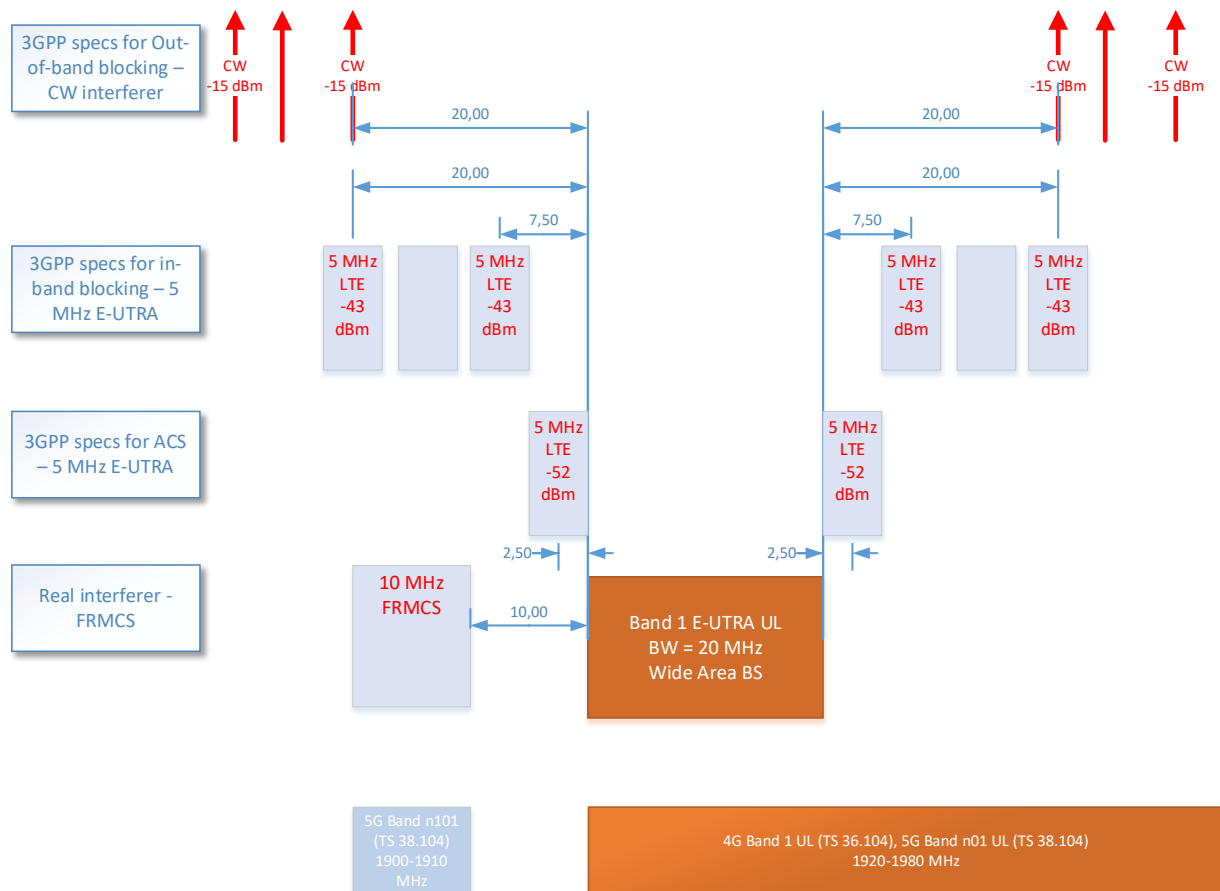 3GPP specs for Out-
of-band blocking –
CW interferer
CW
-15 dBm
CW
-15 dBm
CW
-15 dBm
CW
-15 dBm
20,00
20,00
20,00
20,00
7,50
7,50
3GPP specs for in-
band blocking – 5
MHz E-UTRA
5 MHz
LTE
-43
dBm
5 MHz
LTE
-43
dBm
5 MHz
LTE
-43
dBm
5 MHz
LTE
-43
dBm
3GPP specs for ACS
– 5 MHz E-UTRA
5 MHz
LTE
-52
dBm
5 MHz
LTE
-52
dBm
2,50
2,50
Real interferer -
FRMCS
10 MHz
FRMCS
10,00
Band 1 E-UTRA UL
BW = 20 MHz
Wide Area BS
5G Band n101
(TS 38.104)
1900-1910
MHz
4G Band 1 UL (TS 36.104), 5G Band n01 UL (TS 38.104)
1920-1980 MHz